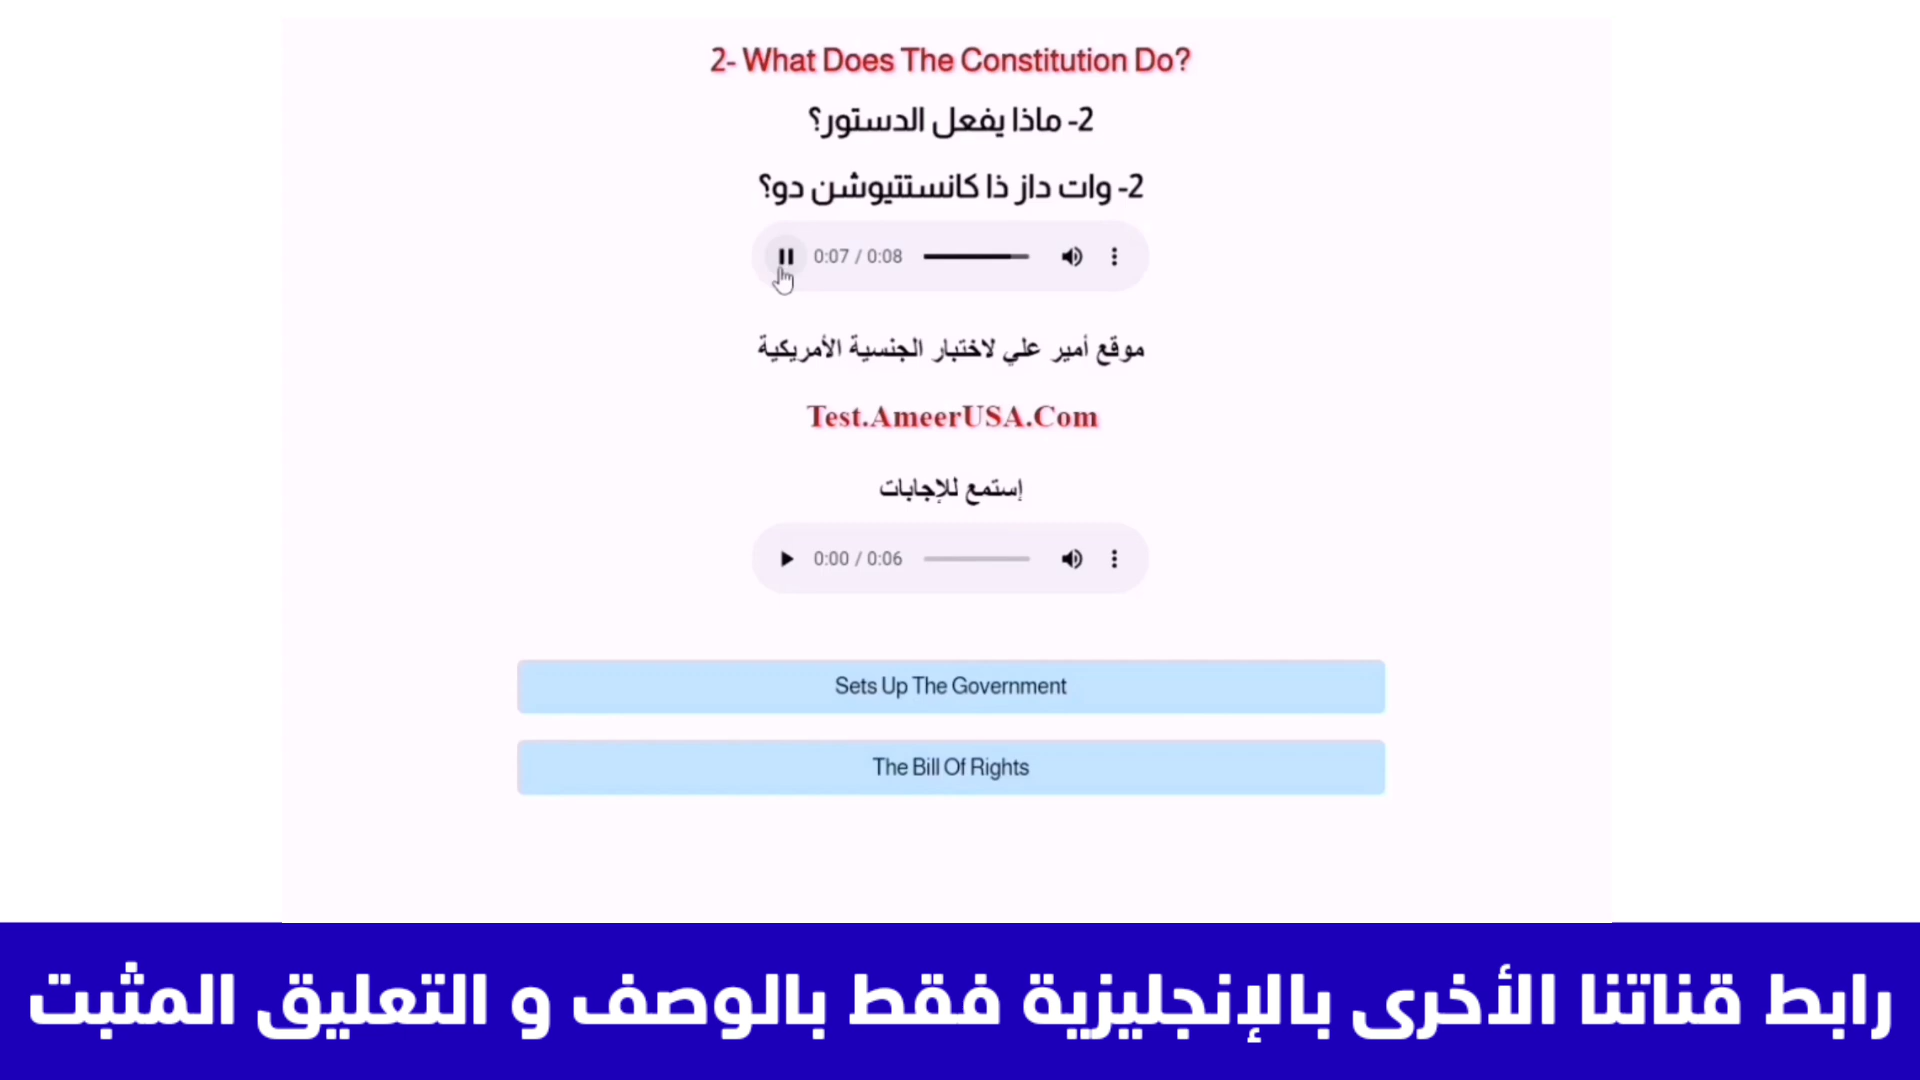 2- What Does The Constitution Do?
2- ماذا يفعل الدستور؟
2- وات داز ذا كانستتيوشن دو؟
0:07 / 0:08
موقع أمير علي لاختبار الجنسية الأمريكية
Test.AmeerUSA.Com
إستمع للإجابات
0:00 / 0:06
Sets Up The Government
The Bill Of Rights
رابط قناتنا الأخرى بالإنجليزية فقط بالوصف و التعليق المثبت